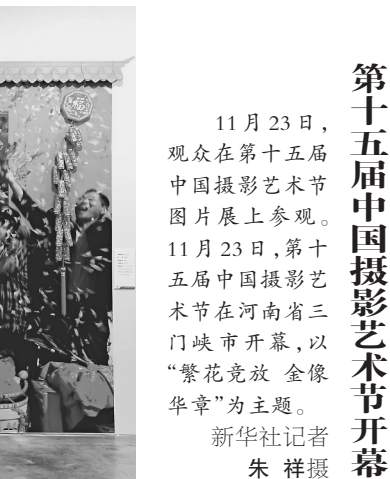 第十五届中国摄影艺术节开幕
11月23日，
观众在第十五届
中国摄影艺术节
图片展上参观。
11月23日，第十
五届中国摄影艺
术节在河南省三
门峡市开幕，以
“繁花竞放 金像
华章”为主题。
新华社记者
朱 祥摄
福